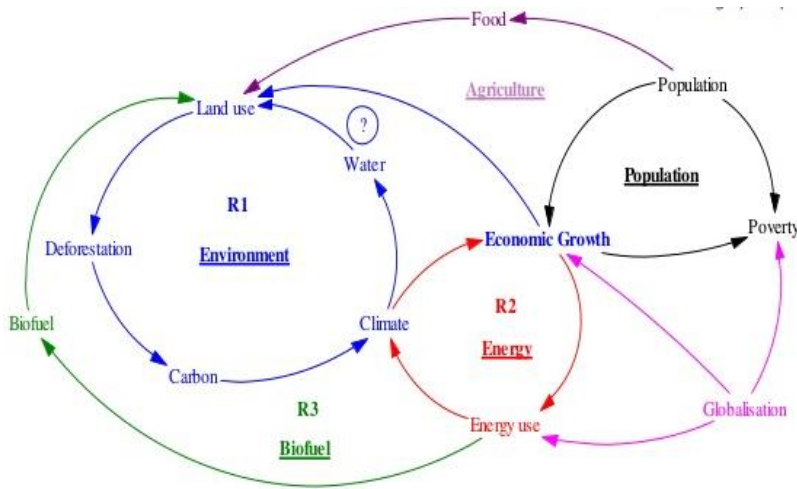 Food
Agriculture
Population
Land use
?
Water
Population
R1
Poverty
Deforestation
Environment
Economic Growth
R2
Biofuel
Climate
Energy
Carbon
R3
Globalisation
Energy use
Biofuel